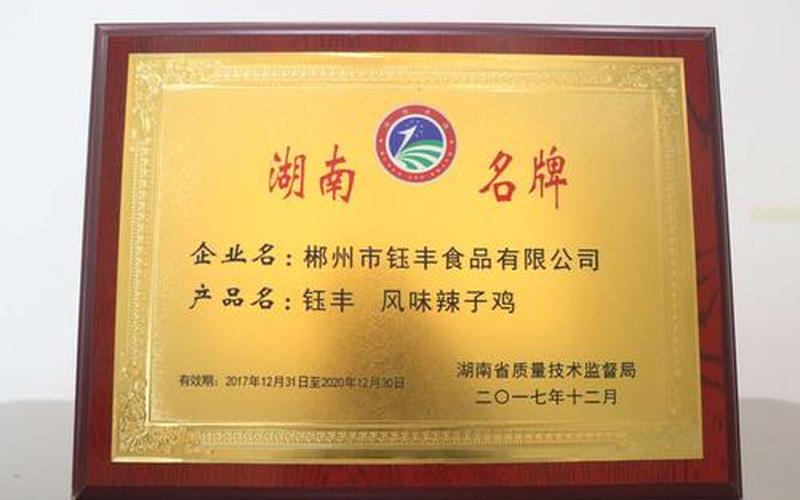 湖南 名牌
企业名：郴州市钰丰食品有限公司
产品名：钰丰 风味辣子鸡
有效期：2017年12月31日至2020年12月30日
湖南省质量技术监督局
二〇一七年十二月